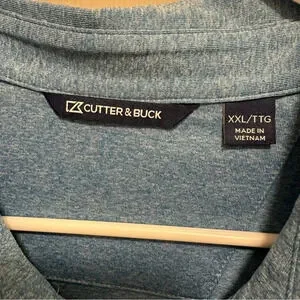 CUTTER & BUCK
XXL/TTG
MADE IN
VIETNAM